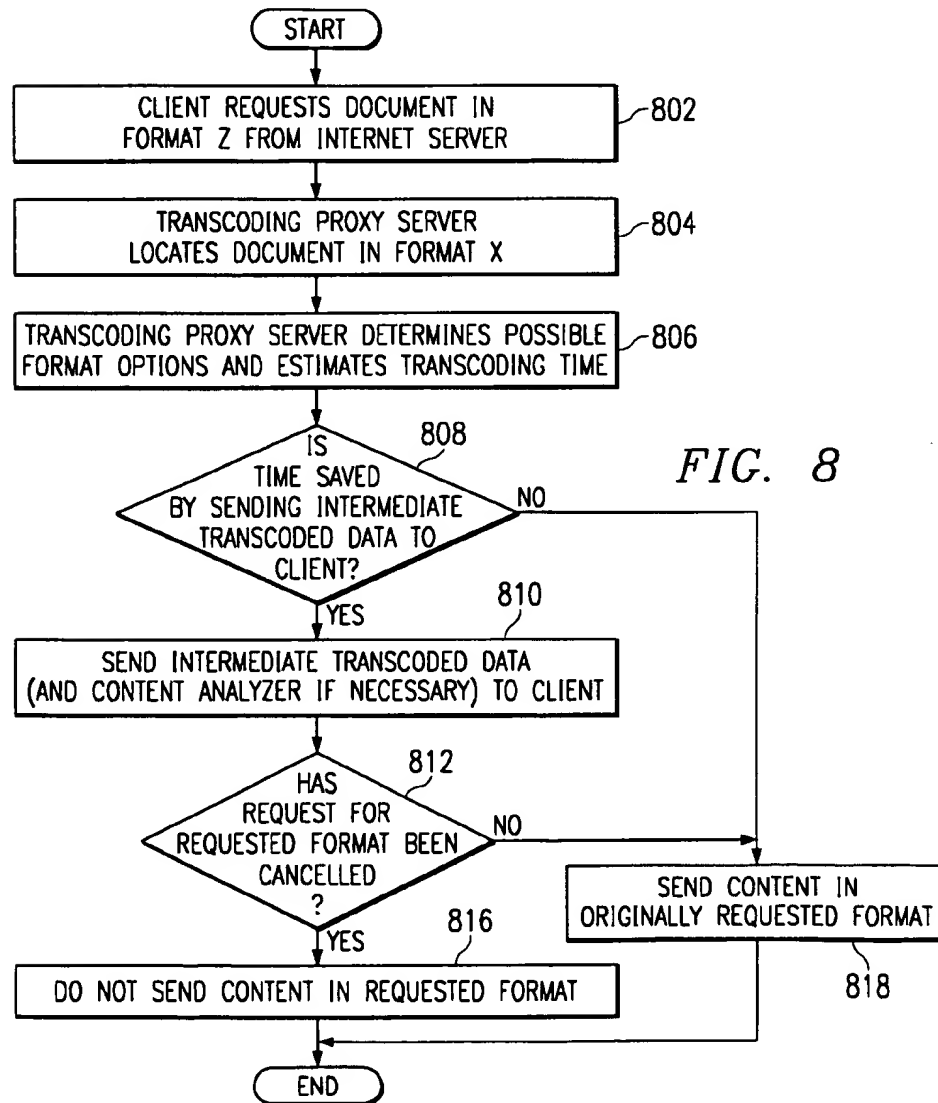 START
CLIENT REQUESTS DOCUMENT IN
FORMAT Z FROM INTERNET SERVER
802
TRANSCODING PROXY SERVER
LOCATES DOCUMENT IN FORMAT X
804
TRANSCODING PROXY SERVER DETERMINES POSSIBLE
FORMAT OPTIONS AND ESTIMATES TRANSCODING TIME
806
808
IS
TIME SAVED
BY SENDING INTERMEDIATE
TRANSCODED DATA TO
CLIENT?
NO
FIG. 8
YES
810
SEND INTERMEDIATE TRANSCODED DATA
(AND CONTENT ANALYZER IF NECESSARY) TO CLIENT
812
HAS
REQUEST FOR
REQUESTED FORMAT BEEN
CANCELLED
?
NO
YES
816
SEND CONTENT IN
ORIGINALLY REQUESTED FORMAT
818
DO NOT SEND CONTENT IN REQUESTED FORMAT
END